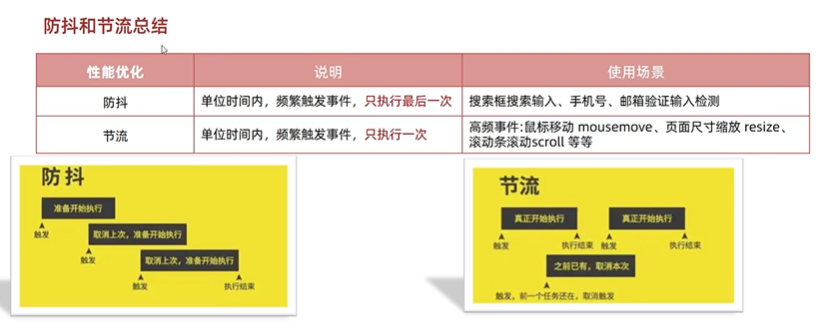 防抖和节流总结
性能优化 说明 使用场景
防抖 单位时间内，频繁触发事件，只执行最后一次 搜索框搜索输入、手机号、邮箱验证输入检测
节流 单位时间内，频繁触发事件，只执行一次 高频事件:鼠标移动 mousemove、页面尺寸缩放 resize、
滚动条滚动scroll 等等
防抖
准备开始执行
触发
取消上次，准备开始执行
触发
取消上次，准备开始执行
触发 执行结束
节流
真正开始执行 真正开始执行
触发 执行结束 触发 执行结束
之前已有，取消本次
触发，前一个任务还在，取消触发